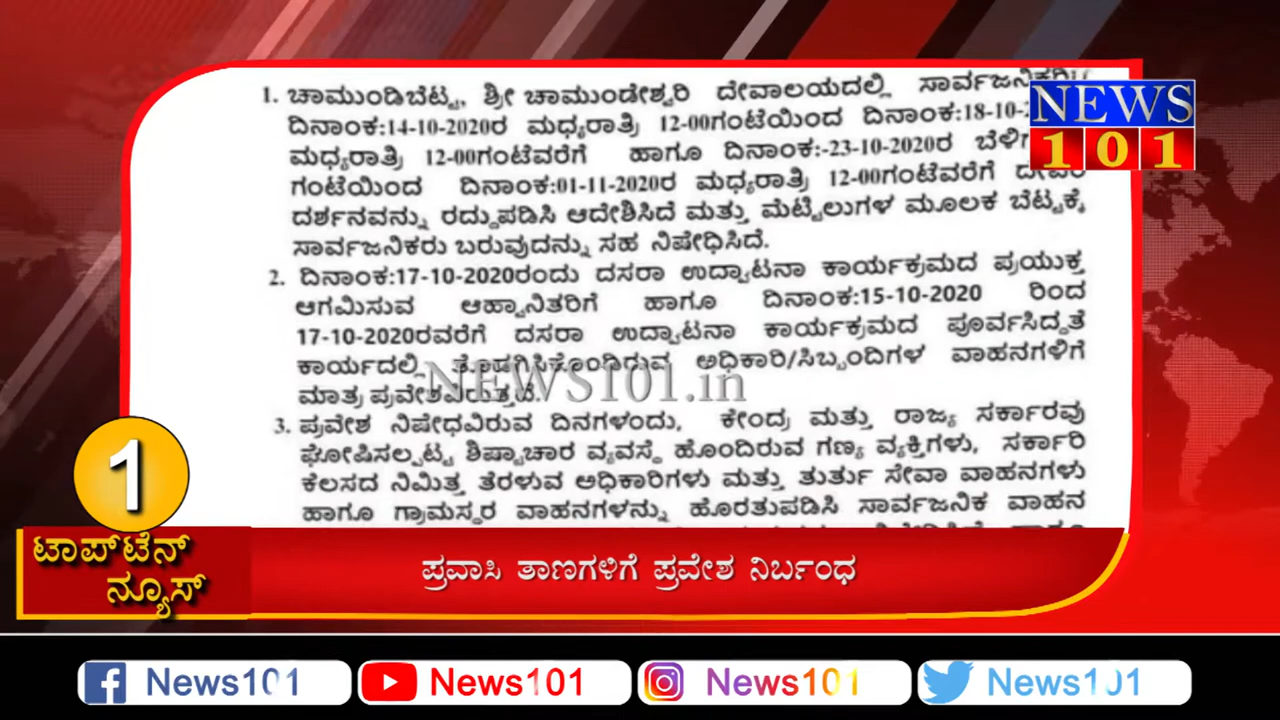 1. ಚಾಮುಂಡಿಬೆಟ್ಟ, ಶ್ರೀ ಚಾಮುಂಡೇಶ್ವರಿ ದೇವಾಲಯದಲ್ಲಿ
ದಿನಾಂಕ:14-10-2020ರ ಮಧ್ಯರಾತ್ರಿ 12-00ಗಂಟೆಯಿಂದ ದಿನಾಂಕ:18-10-
ಮಧ್ಯರಾತ್ರಿ 12-00ಗಂಟೆವರೆಗೆ ಹಾಗೂ ದಿನಾಂಕ:-23-10-2020ರ
ಗಂಟೆಯಿಂದ ದಿನಾಂಕ:01-11-2020ರ ಮಧ್ಯರಾತ್ರಿ 12-00ಗಂಟೆವರೆಗೆ
ದರ್ಶನವನ್ನು ರದ್ದುಪಡಿಸಿ ಆದೇಶಿಸಿದೆ ಮತ್ತು ಮೆಟ್ಟಿಲುಗಳ ಮೂಲಕ ಬೆಟ್ಟಕ್ಕೆ
ಸಾರ್ವಜನಿಕರು ಬರುವುದನ್ನು ಸಹ ನಿಷೇಧಿಸಿದೆ.
2. ದಿನಾಂಕ:17-10-2020ರಂದು ದಸರಾ ಉದ್ಘಾಟನಾ ಕಾರ್ಯಕ್ರಮದ ಪ್ರಯುಕ್ತ
ಆಗಮಿಸುವ ಆಹ್ವಾನಿತರಿಗೆ ಹಾಗೂ ದಿನಾಂಕ:15-10-2020 ರಿಂದ
17-10-2020ರವರೆಗೆ ದಸರಾ ಉದ್ಘಾಟನಾ ಕಾರ್ಯಕ್ರಮದ ಪೂರ್ವಸಿದ್ಧತೆ
ಕಾರ್ಯದಲ್ಲಿ ತೊಡಗಿಸಿಕೊಂಡಿರುವ ಅಧಿಕಾರಿ/ಸಿಬ್ಬಂದಿಗಳ ವಾಹನಗಳಿಗೆ
ಮಾತ್ರ ಪ್ರವೇಶವಿರುತ್ತದೆ.
NEWS101.in
3. ಪ್ರವೇಶ ನಿಷೇಧವಿರುವ ದಿನಗಳಂದು, ಕೇಂದ್ರ ಮತ್ತು ರಾಜ್ಯ ಸರ್ಕಾರವು
ಘೋಷಿಸಲ್ಪಟ್ಟ ಶಿಷ್ಟಾಚಾರ ವ್ಯವಸ್ಥೆ ಹೊಂದಿರುವ ಗಣ್ಯ ವ್ಯಕ್ತಿಗಳು, ಸರ್ಕಾರಿ
ಕೆಲಸದ ನಿಮಿತ್ತ ತೆರಳುವ ಅಧಿಕಾರಿಗಳು ಮತ್ತು ತುರ್ತು ಸೇವಾ ವಾಹನಗಳು
ಹಾಗೂ ಗ್ರಾಮಸ್ಥರ ವಾಹನಗಳನ್ನು ಹೊರತುಪಡಿಸಿ ಸಾರ್ವಜನಿಕ ವಾಹನ
NEWS
101
1
ಟಾಪ್‌ಟೆನ್
ನ್ಯೂಸ್
ಪ್ರವಾಸಿ ತಾಣಗಳಿಗೆ ಪ್ರವೇಶ ನಿರ್ಬಂಧ
News101 News101 News101 News101